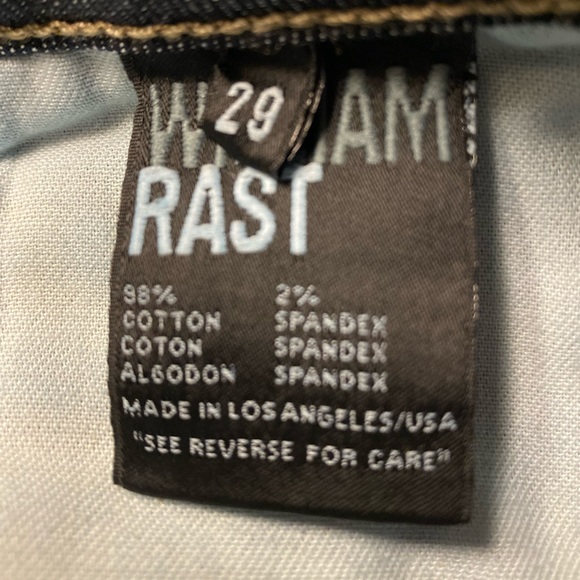 29
WILLIAM
RAST
98% 2%
COTTON SPANDEX
COTON SPANDEX
ALGODON SPANDEX
MADE IN LOS ANGELES/USA
"SEE REVERSE FOR CARE"